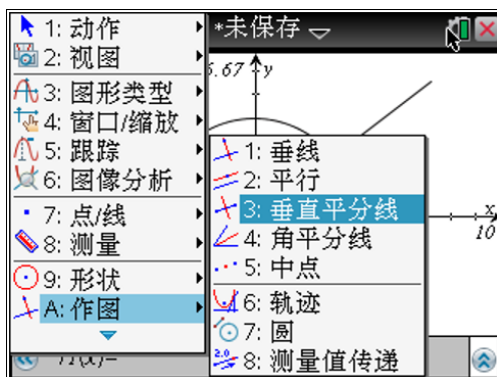 1: 动作
2: 视图
3: 图形类型
4: 窗口/缩放
5: 跟踪
6: 图像分析
7: 点/线
8: 测量
9: 形状
A: 作图
*未保存
6.67
y
1: 垂线
2: 平行
3: 垂直平分线
4: 角平分线
5: 中点
6: 轨迹
7: 圆
8: 测量值传递
x
10